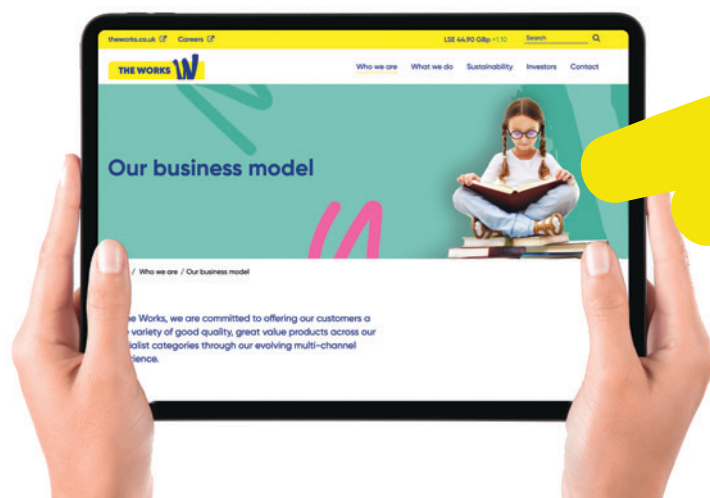 theworks.co.uk Careers LSE 44.90 GBp +1.10 Search
THE WORKS W Who we are What we do Sustainability Investors Contact
Our business model
/ Who we are / Our business model
e Works, we are committed to offering our customers a
variety of good quality, great value products across our
ialist categories through our evolving multi-channel
rience.